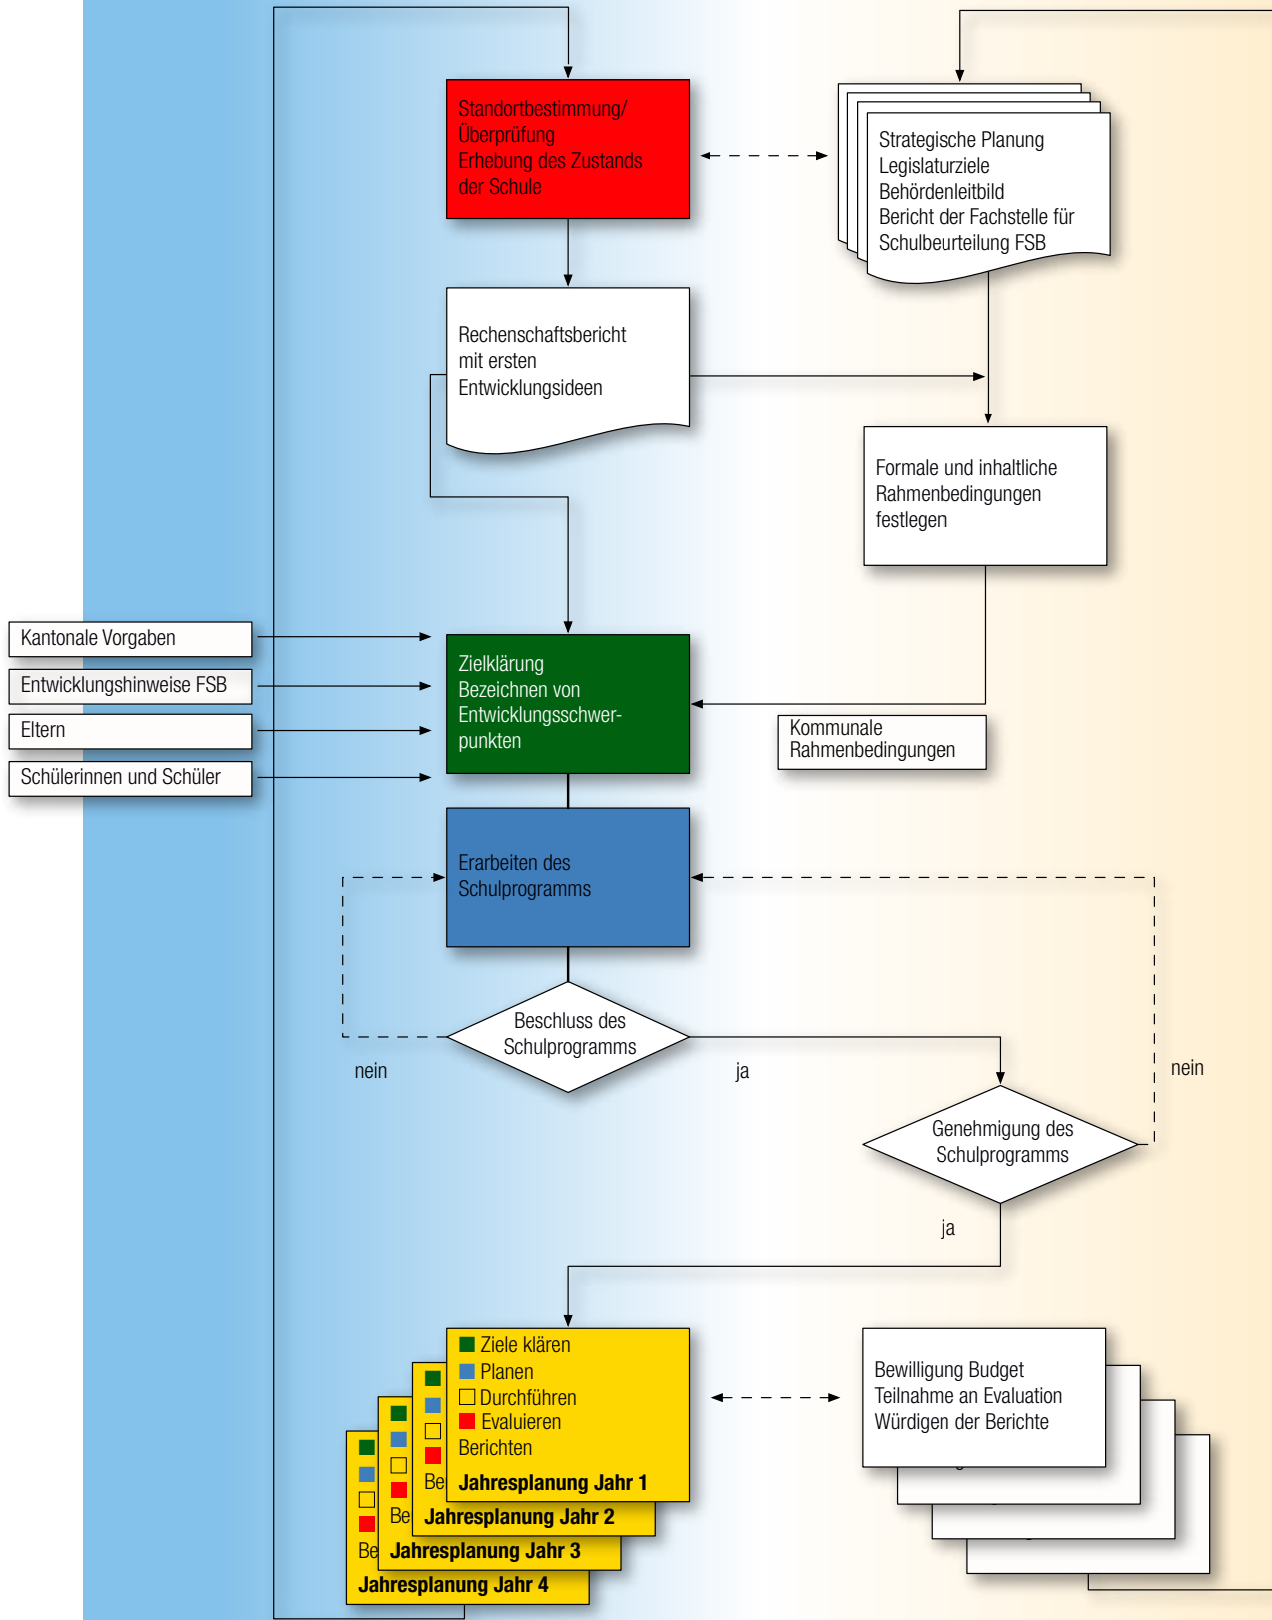 Standortbestimmung/
Überprüfung
Erhebung des Zustands
der Schule
Strategische Planung
Legislaturziele
Behördenleitbild
Bericht der Fachstelle für
Schulbeurteilung FSB
Rechenschaftsbericht
mit ersten
Entwicklungsideen
Formale und inhaltliche
Rahmenbedingungen
festlegen
Kantonale Vorgaben
Entwicklungshinweise FSB
Eltern
Schülerinnen und Schüler
Zielklärung
Bezeichnen von
Entwicklungsschwer-
punkten
Kommunale
Rahmenbedingungen
Erarbeiten des
Schulprogramms
Beschluss des
Schulprogramms
nein
ja
nein
Genehmigung des
Schulprogramms
ja
Ziele klären
Planen
Durchführen
Evaluieren
Berichten
Jahresplanung Jahr 1
Be
Jahresplanung Jahr 2
Be
Jahresplanung Jahr 3
Be
Jahresplanung Jahr 4
Bewilligung Budget
Teilnahme an Evaluation
Würdigen der Berichte